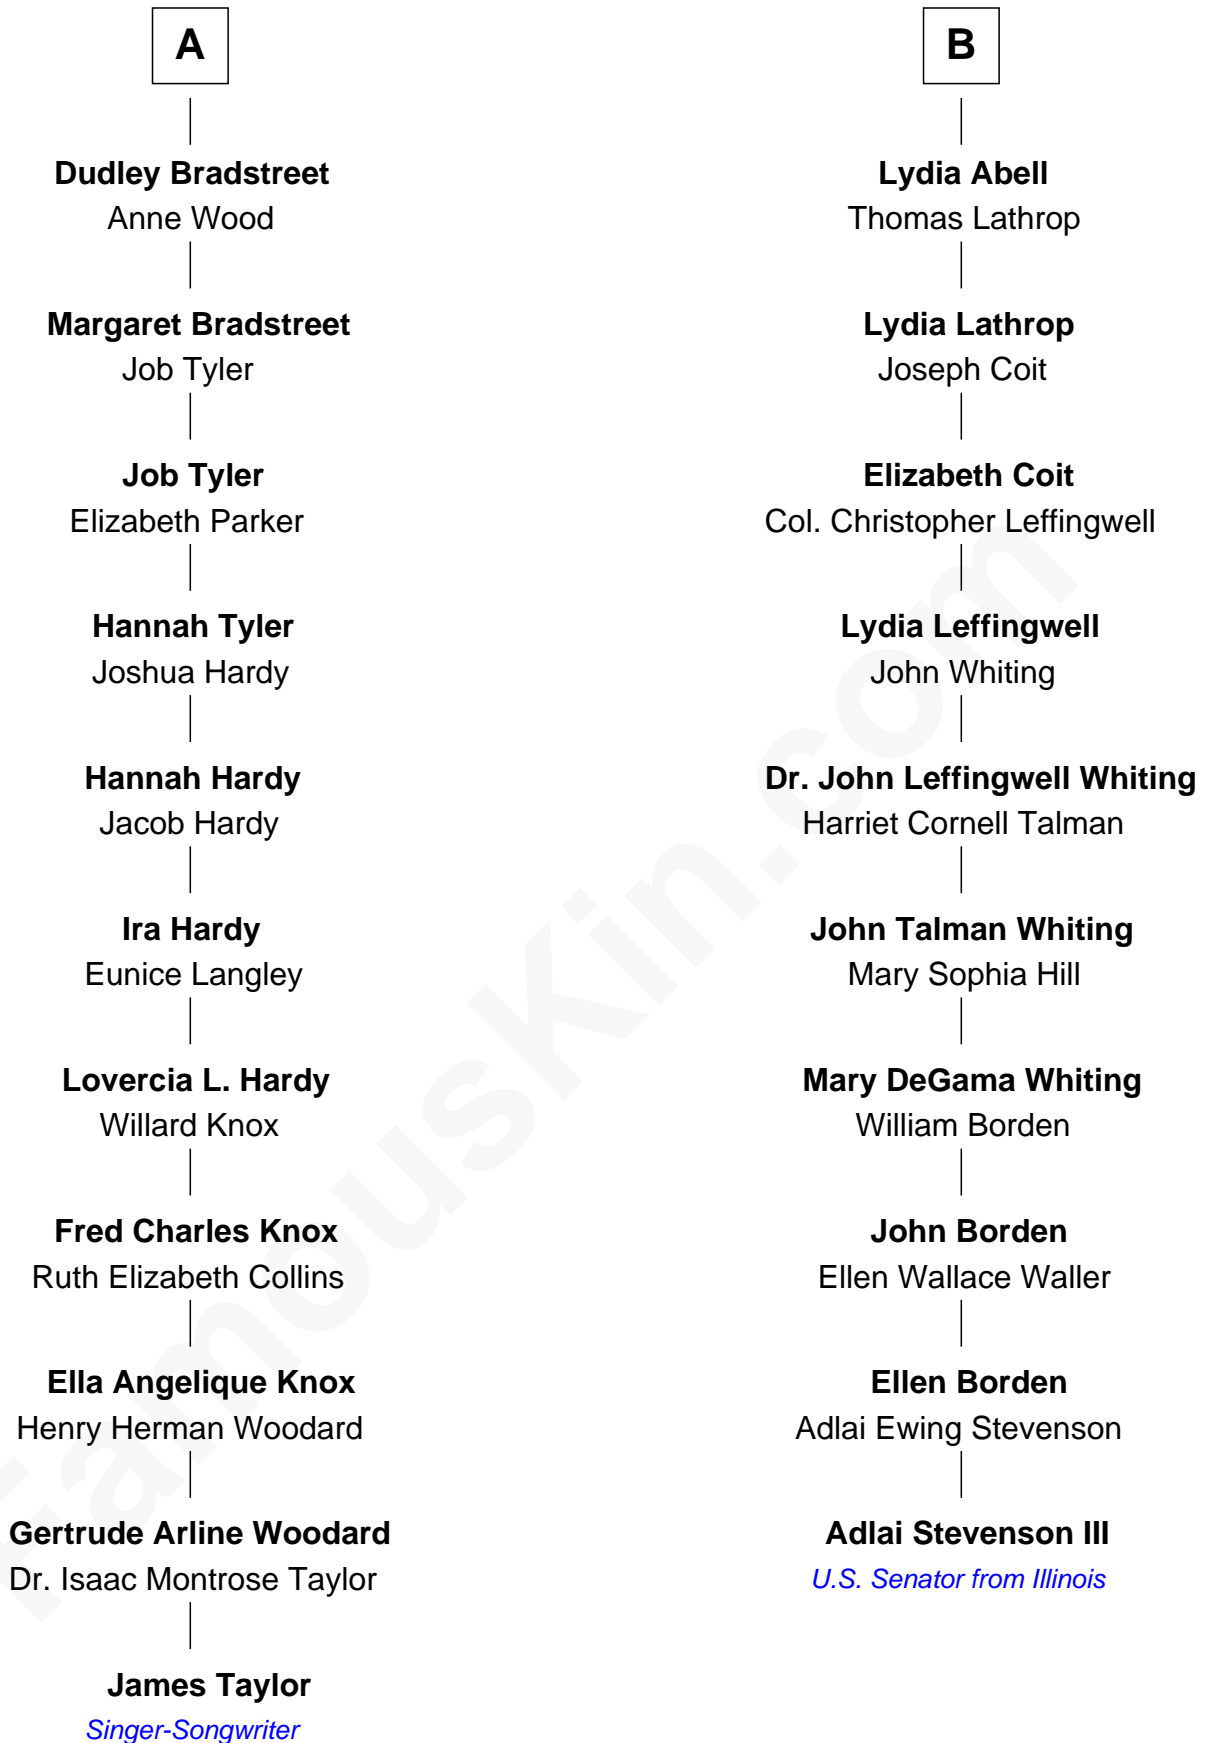 A
Dudley Bradstreet
Anne Wood
Margaret Bradstreet
Job Tyler
Job Tyler
Elizabeth Parker
Hannah Tyler
Joshua Hardy
Hannah Hardy
Jacob Hardy
Ira Hardy
Eunice Langley
Lovercia L. Hardy
Willard Knox
Fred Charles Knox
Ruth Elizabeth Collins
Ella Angelique Knox
Henry Herman Woodard
Gertrude Arline Woodard
Dr. Isaac Montrose Taylor
James Taylor
Singer-Songwriter
B
Lydia Abell
Thomas Lathrop
Lydia Lathrop
Joseph Coit
Elizabeth Coit
Col. Christopher Leffingwell
Lydia Leffingwell
John Whiting
Dr. John Leffingwell Whiting
Harriet Cornell Talman
John Talman Whiting
Mary Sophia Hill
Mary DeGama Whiting
William Borden
John Borden
Ellen Wallace Waller
Ellen Borden
Adlai Ewing Stevenson
Adlai Stevenson III
U.S. Senator from Illinois
FamousKin.com